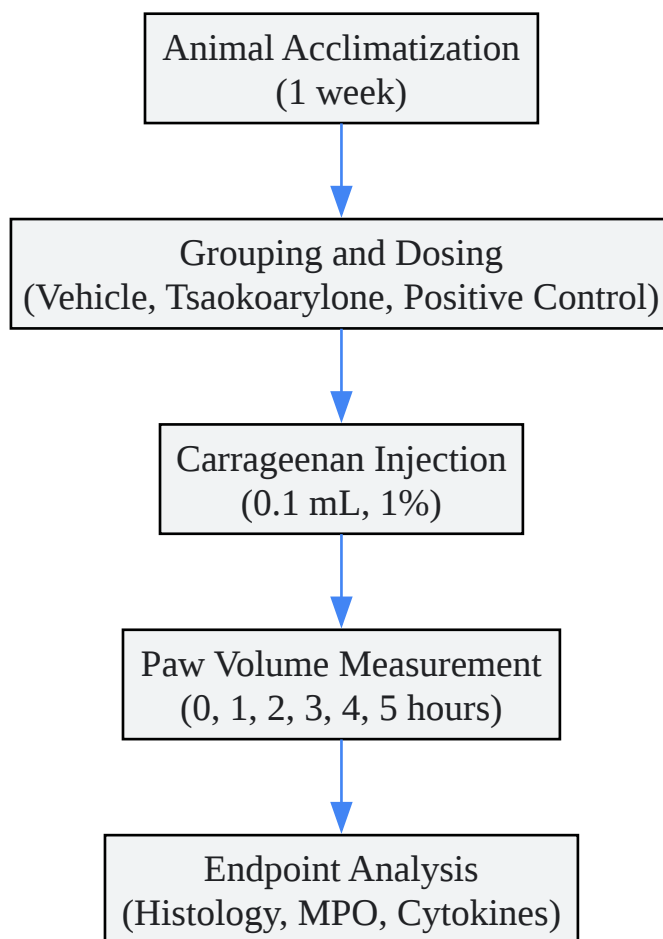 Animal Acclimatization
(1 week)
Grouping and Dosing
(Vehicle, Tsaokoarylone, Positive Control)
Carrageenan Injection
(0.1 mL, 1%)
Paw Volume Measurement
(0, 1, 2, 3, 4, 5 hours)
Endpoint Analysis
(Histology, MPO, Cytokines)